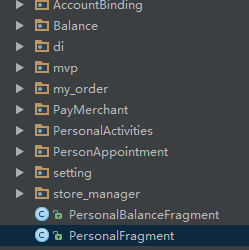 AccountBinding
Balance
di
mvp
my_order
PayMerchant
PersonalActivities
PersonAppointment
setting
store_manager
PersonalBalanceFragment
PersonalFragment